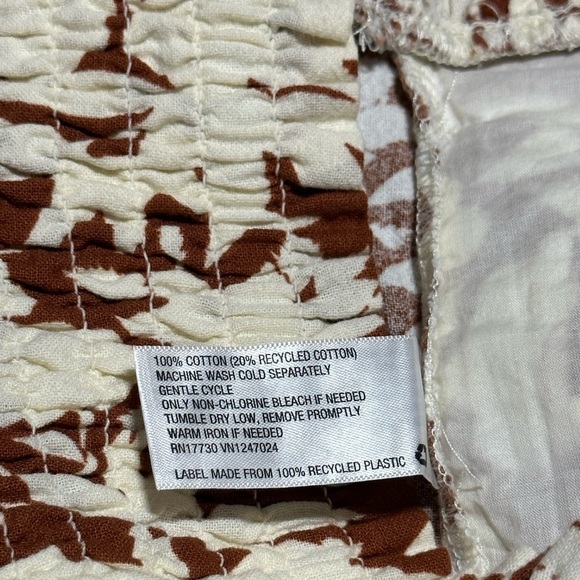 100% COTTON (20% RECYCLED COTTON)
MACHINE WASH COLD SEPARATELY
GENTLE CYCLE
ONLY NON-CHLORINE BLEACH IF NEEDED
TUMBLE DRY LOW, REMOVE PROMPTLY
WARM IRON IF NEEDED
RN17730 VN1247024
LABEL MADE FROM 100% RECYCLED PLASTIC